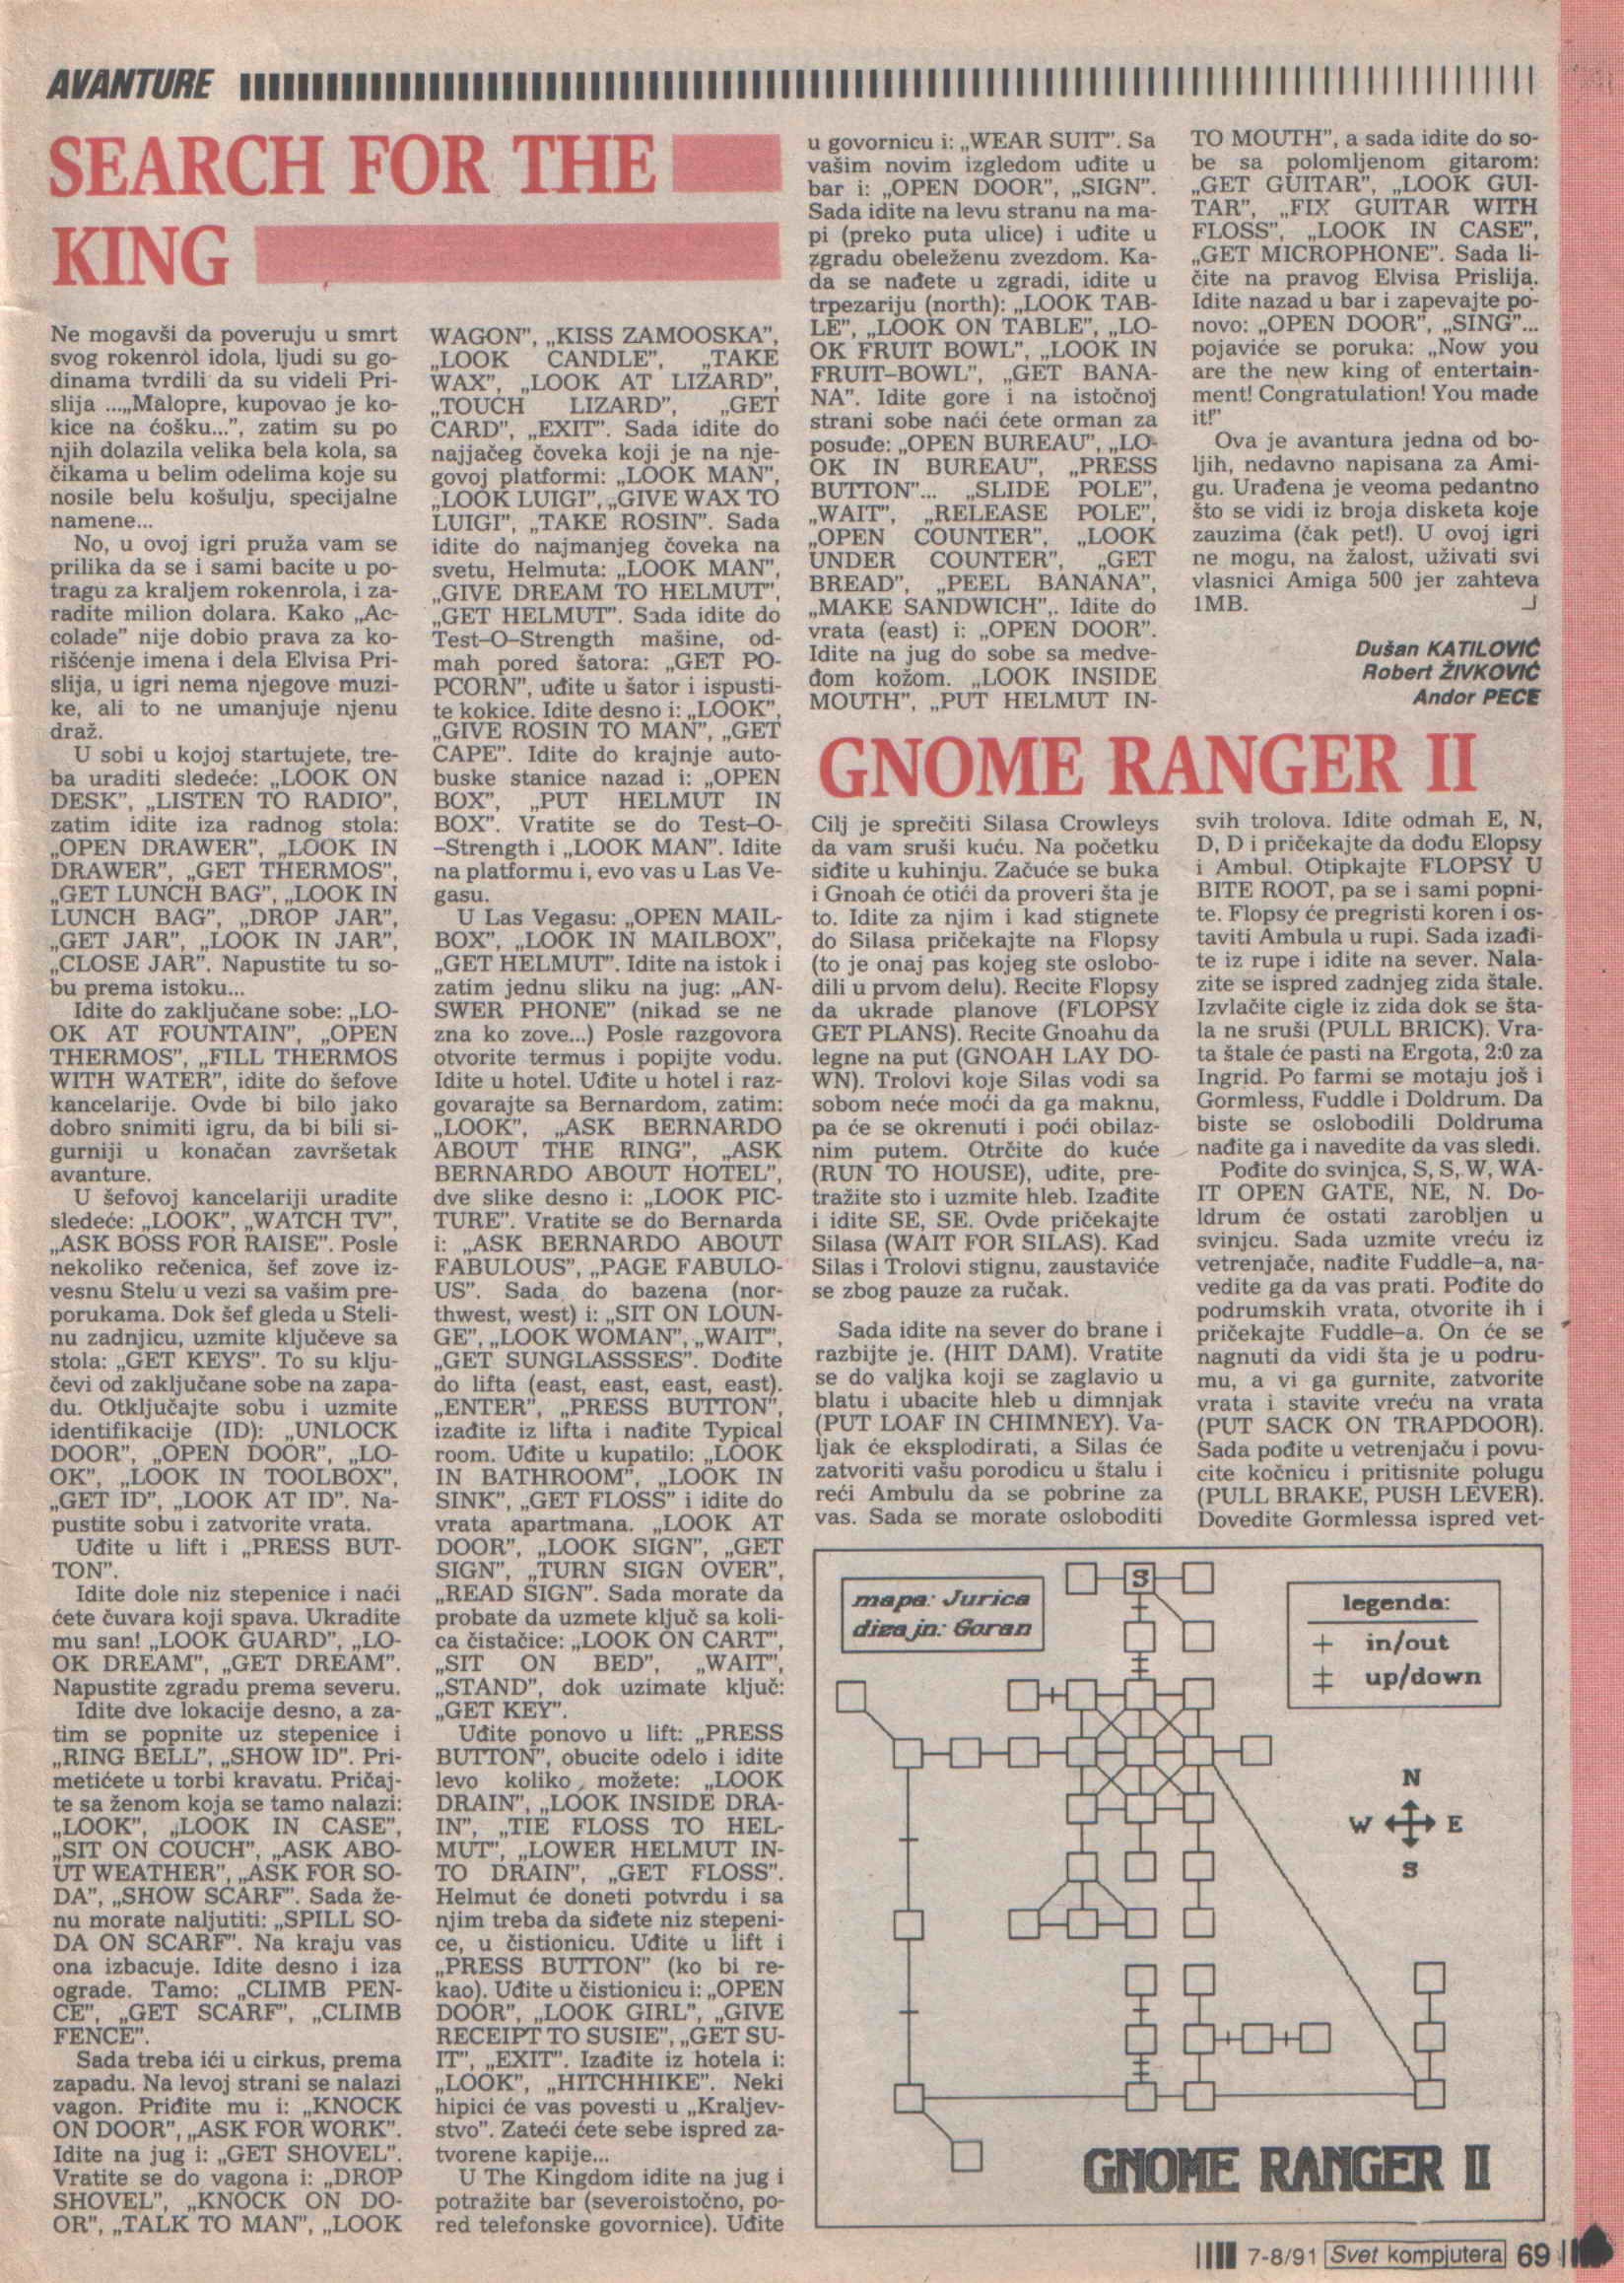 AVANTURE
SEARCH FOR THE
KING
Ne mogavši da poveruju u smrt
svog rokenrol idola, ljudi su go-
dinama tvrdili da su videli Pri-
slija ...„Malopre, kupovao je ko-
kice na ćošku...”, zatim su po
njih dolazila velika bela kola, sa
čikama u belim odelima koje su
nosile belu košulju, specijalne
namene...
No, u ovoj igri pruža vam se
prilika da se i sami bacite u po-
tragu za kraljem rokenrola, i za-
radite milion dolara. Kako „Ac-
colade” nije dobio prava za ko-
rišćenje imena i dela Elvisa Pri-
slija, u igri nema njegove muzi-
ke, ali to ne umanjuje njenu
draž.
U sobi u kojoj startujete, tre-
ba uraditi sledeće: „LOOK ON
DESK”, „LISTEN TO RADIO”,
zatim idite iza radnog stola:
„OPEN DRAWER”, „LOOK IN
DRAWER”, „GET THERMOS”,
„GET LUNCH BAG”, „LOOK IN
LUNCH BAG”, „DROP JAR”,
„GET JAR”, „LOOK IN JAR”,
„CLOSE JAR”. Napustite tu so-
bu prema istoku...
Idite do zaključane sobe: „LO-
OK AT FOUNTAIN”, „OPEN
THERMOS”, „FILL THERMOS
WITH WATER”, idite do šefove
kancelarije. Ovde bi bilo jako
dobro snimiti igru, da bi bili si-
gurniji u konačan završetak
avanture.
U šefovoj kancelariji uradite
sledeće: „LOOK”, „WATCH TV”,
„ASK BOSS FOR RAISE”. Posle
nekoliko rečenica, šef zove iz-
vesnu Stelu u vezi sa vašim pre-
porukama. Dok šef gleda u Steli-
nu zadnjicu, uzmite ključeve sa
stola: „GET KEYS”. To su klju-
čevi od zaključane sobe na zapa-
du. Otključajte sobu i uzmite
identifikacije (ID): „UNLOCK
DOOR”, „OPEN DOOR”, „LO-
OK”, „LOOK IN TOOLBOX”,
„GET ID”, „LOOK AT ID”. Na-
pustite sobu i zatvorite vrata.
Uđite u lift i „PRESS BUT-
TON”.
Idite dole niz stepenice i naći
ćete čuvara koji spava. Ukradite
mu san! „LOOK GUARD”, „LO-
OK DREAM”, „GET DREAM”.
Napustite zgradu prema severu.
Idite dve lokacije desno, a za-
tim se popnite uz stepenice i
„RING BELL”, „SHOW ID”. Pri-
metićete u torbi kravatu. Pričaj-
te sa ženom koja se tamo nalazi:
„LOOK”, „LOOK IN CASE”,
„SIT ON COUCH”, „ASK ABO-
UT WEATHER”, „ASK FOR SO-
DA”, „SHOW SCARF”. Sada že-
nu morate naljutiti: „SPILL SO-
DA ON SCARF”. Na kraju vas
ona izbacuje. Idite desno i iza
ograde. Tamo: „CLIMB PEN-
CE”, „GET SCARF”, „CLIMB
FENCE”.
Sada treba ići u cirkus, prema
zapadu. Na levoj strani se nalazi
vagon. Priđite mu i: „KNOCK
ON DOOR”, „ASK FOR WORK”.
Idite na jug i: „GET SHOVEL”.
Vratite se do vagona i: „DROP
SHOVEL”, „KNOCK ON DO-
OR”, „TALK TO MAN”, „LOOK
WAGON”, „KISS ZAMOOSKA”,
„LOOK CANDLE”, „TAKE
WAX”, „LOOK AT LIZARD”,
„TOUCH LIZARD”, „GET
CARD”, „EXIT”. Sada idite do
najjačeg čoveka koji je na nje-
govoj platformi: „LOOK MAN”,
„LOOK LUIGI”, „GIVE WAX TO
LUIGI”, „TAKE ROSIN”. Sada
idite do najmanjeg čoveka na
svetu, Helmuta: „LOOK MAN”,
„GIVE DREAM TO HELMUT”,
„GET HELMUT”. Sada idite do
Test–O–Strength mašine, od-
mah pored šatora: „GET PO-
PCORN”, uđite u šator i ispusti-
te kokice. Idite desno i: „LOOK”,
„GIVE ROSIN TO MAN”, „GET
CAPE”. Idite do krajnje auto-
buske stanice nazad i: „OPEN
BOX”, „PUT HELMUT IN
BOX”. Vratite se do Test–O-
–Strength i „LOOK MAN”. Idite
na platformu i, evo vas u Las Ve-
gasu.
U Las Vegasu: „OPEN MAIL-
BOX”, „LOOK IN MAILBOX”,
„GET HELMUT”. Idite na istok i
zatim jednu sliku na jug: „AN-
SWER PHONE” (nikad se ne
zna ko zove...) Posle razgovora
otvorite termus i popijte vodu.
Idite u hotel. Uđite u hotel i raz-
govarajte sa Bernardom, zatim:
„LOOK”, „ASK BERNARDO
ABOUT THE RING”, „ASK
BERNARDO ABOUT HOTEL”,
dve slike desno i: „LOOK PIC-
TURE”. Vratite se do Bernarda
i: „ASK BERNARDO ABOUT
FABULOUS”, „PAGE FABULO-
US”. Sada do bazena (nor-
thwest, west) i: „SIT ON LOUN-
GE”, „LOOK WOMAN”, „WAIT”,
„GET SUNGLASSSES”. Dođite
do lifta (east, east, east, east).
„ENTER”, „PRESS BUTTON”,
izađite iz lifta i nađite Typical
room. Uđite u kupatilo: „LOOK
IN BATHROOM”, „LOOK IN
SINK”, „GET FLOSS” i idite do
vrata apartmana. „LOOK AT
DOOR”, „LOOK SIGN”, „GET
SIGN”, „TURN SIGN OVER”,
„READ SIGN”. Sada morate da
probate da uzmete ključ sa koli-
ca čistačice: „LOOK ON CART”,
„SIT ON BED”, „WAIT”,
„STAND”, dok uzimate ključ:
„GET KEY”.
Uđite ponovo u lift: „PRESS
BUTTON”, obucite odelo i idite
levo koliko možete: „LOOK
DRAIN”, „LOOK INSIDE DRA-
IN”, „TIE FLOSS TO HEL-
MUT”, „LOWER HELMUT IN-
TO DRAIN”, „GET FLOSS”.
Helmut će doneti potvrdu i sa
njim treba da siđete niz stepeni-
ce, u čistionicu. Uđite u lift i
„PRESS BUTTON” (ko bi re-
kao). Uđite u čistionicu i: „OPEN
DOOR”, „LOOK GIRL”, „GIVE
RECEIPT TO SUSIE”, „GET SU-
IT”, „EXIT”. Izađite iz hotela i:
„LOOK”, „HITCHHIKE”. Neki
hipici će vas povesti u „Kraljev-
stvo”. Zateći ćete sebe ispred za-
tvorene kapije...
U The Kingdom idite na jug i
potražite bar (severoistočno, po-
red telefonske govornice). Uđite
u govornicu i: „WEAR SUIT”. Sa
vašim novim izgledom uđite u
bar i: „OPEN DOOR”, „SIGN”.
Sada idite na levu stranu na ma-
pi (preko puta ulice) i uđite u
zgradu obeleženu zvezdom. Ka-
da se nađete u zgradi, idite u
trpezariju (north): „LOOK TAB-
LE”, „LOOK ON TABLE”, „LO-
OK FRUIT BOWL”, „LOOK IN
FRUIT–BOWL”, „GET BANA-
NA”. Idite gore i na istočnoj
strani sobe naći ćete orman za
posuđe: „OPEN BUREAU”, „LO-
OK IN BUREAU”, „PRESS
BUTTON”... „SLIDE POLE”,
„WAIT”, „RELEASE POLE”,
„OPEN COUNTER”, „LOOK
UNDER COUNTER”, „GET
BREAD”, „PEEL BANANA”,
„MAKE SANDWICH”,. Idite do
vrata (east) i: „OPEN DOOR”.
Idite na jug do sobe sa medve-
đom kožom. „LOOK INSIDE
MOUTH”, „PUT HELMUT IN-
TO MOUTH”, a sada idite do so-
be sa polomljenom gitarom:
„GET GUITAR”, „LOOK GUI-
TAR”, „FIX GUITAR WITH
FLOSS”, „LOOK IN CASE”,
„GET MICROPHONE”. Sada li-
čite na pravog Elvisa Prislija.
Idite nazad u bar i zapevajte po-
novo: „OPEN DOOR”, „SING”...
pojaviće se poruka: „Now you
are the new king of entertain-
ment! Congratulation! You made
it!”
Ova je avantura jedna od bo-
ljih, nedavno napisana za Ami-
gu. Urađena je veoma pedantno
što se vidi iz broja disketa koje
zauzima (čak pet!). U ovoj igri
ne mogu, na žalost, uživati svi
vlasnici Amiga 500 jer zahteva
1MB.
Dušan KATILOVIĆ
Robert ŽIVKOVIĆ
Andor PECE
GNOME RANGER II
Cilj je sprečiti Silasa Crowleys
da vam sruši kuću. Na početku
siđite u kuhinju. Začuće se buka
i Gnoah će otići da proveri šta je
to. Idite za njim i kad stignete
do Silasa pričekajte na Flopsy
(to je onaj pas kojeg ste oslobo-
dili u prvom delu). Recite Flopsy
da ukrade planove (FLOPSY
GET PLANS). Recite Gnoahu da
legne na put (GNOAH LAY DO-
WN). Trolovi koje Silas vodi sa
sobom neće moći da ga maknu,
pa će se okrenuti i poći obilaz-
nim putem. Otrčite do kuće
(RUN TO HOUSE), uđite, pre-
tražite sto i uzmite hleb. Izađite
i idite SE, SE. Ovde pričekajte
Silasa (WAIT FOR SILAS). Kad
Silas i Trolovi stignu, zaustaviće
se zbog pauze za ručak.
Sada idite na sever do brane i
razbijte je. (HIT DAM). Vratite
se do valjka koji se zaglavio u
blatu i ubacite hleb u dimnjak
(PUT LOAF IN CHIMNEY). Va-
ljak će eksplodirati, a Silas će
zatvoriti vašu porodicu u štalu i
reći Ambulu da se pobrine za
vas. Sada se morate osloboditi
svih trolova. Idite odmah E, N,
D, D i pričekajte da dođu Elopsy
i Ambul. Otipkajte FLOPSY U
BITE ROOT, pa se i sami popni-
te. Flopsy će pregristi koren i os-
taviti Ambula u rupi. Sada izađi-
te iz rupe i idite na sever. Nala-
zite se ispred zadnjeg zida štale.
Izvlačite cigle iz zida dok se šta-
la ne sruši (PULL BRICK). Vra-
ta štale će pasti na Ergota, 2:0 za
Ingrid. Po farmi se motaju još i
Gormless, Fuddle i Doldrum. Da
biste se oslobodili Doldruma
nađite ga i navedite da vas sledi.
Pođite do svinjca, S, S, W, WA-
IT OPEN GATE, NE, N. Do-
ldrum će ostati zarobljen u
svinjcu. Sada uzmite vreću iz
vetrenjače, nađite Fuddle–a, na-
vedite ga da vas prati. Pođite do
podrumskih vrata, otvorite ih i
pričekajte Fuddle–a. On će se
nagnuti da vidi šta je u podru-
mu, a vi ga gurnite, zatvorite
vrata i stavite vreću na vrata
(PUT SACK ON TRAPDOOR).
Sada pođite u vetrenjaču i povu-
cite kočnicu i pritisnite polugu
(PULL BRAKE, PUSH LEVER).
Dovedite Gormlessa ispred vet-
mapa: Jurica
dizajn: Goran
S
legenda:
in/out
up/down
N
W E
S
GNOME RANGER II
7-8/91 Svet kompjutera 69